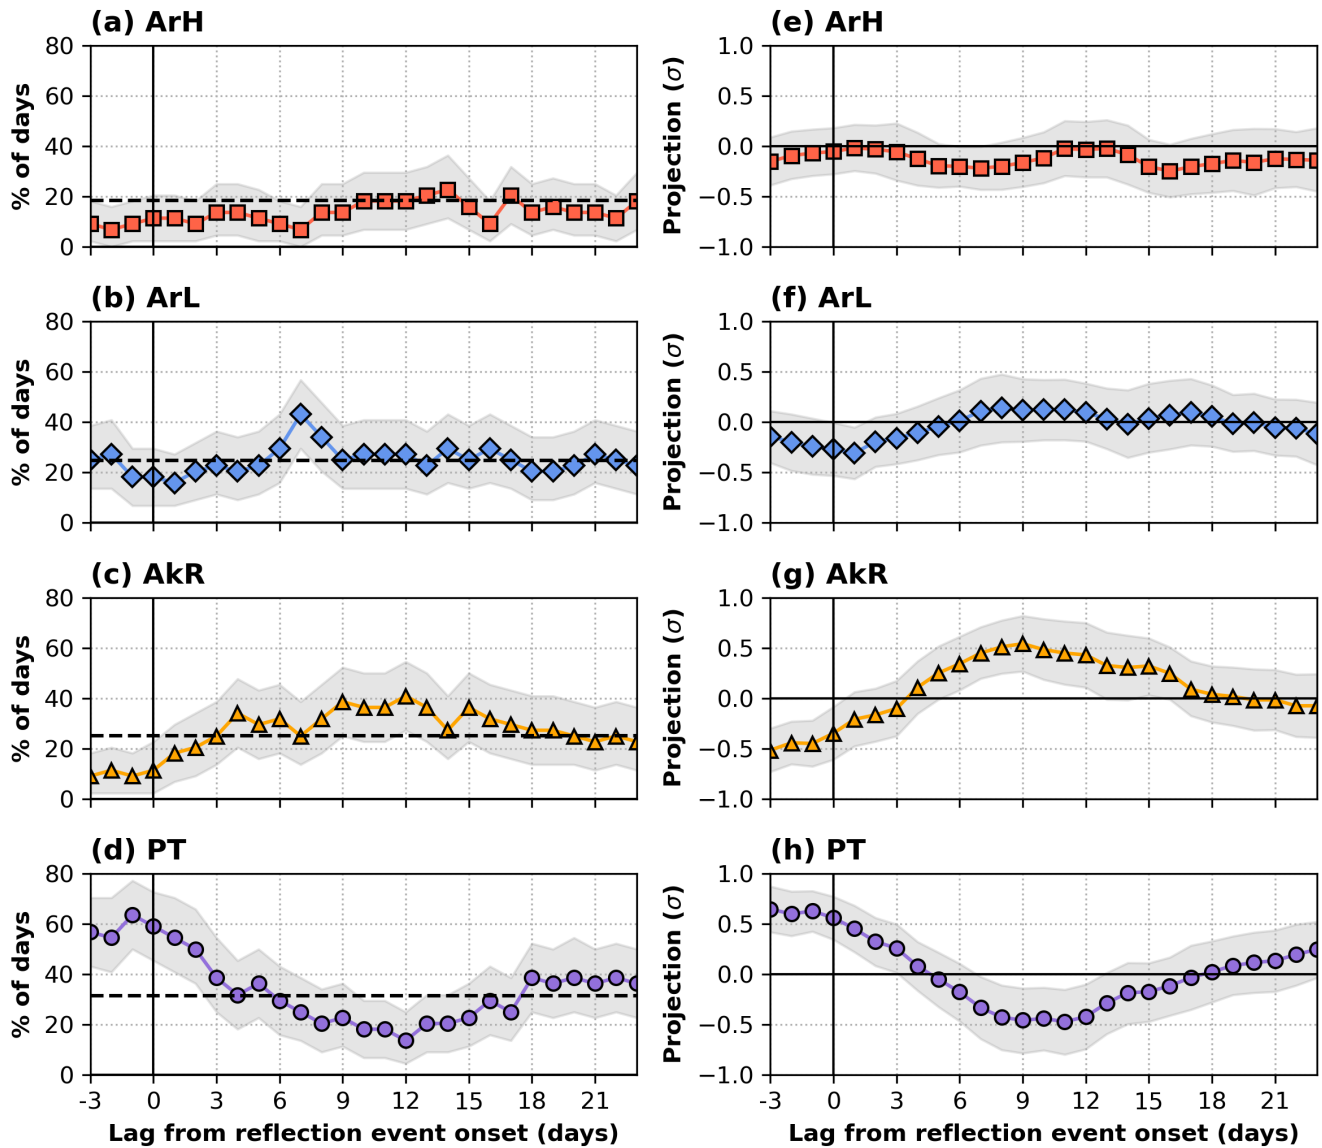 (a) ArH
% of days
80
60
40
20
0
(e) ArH
Projection (σ)
1.0
0.5
0.0
−0.5
−1.0
(b) ArL
% of days
80
60
40
20
0
(f) ArL
Projection (σ)
1.0
0.5
0.0
−0.5
−1.0
(c) AkR
% of days
80
60
40
20
0
(g) AkR
Projection (σ)
1.0
0.5
0.0
−0.5
−1.0
(d) PT
% of days
80
60
40
20
0
-3 0 3 6 9 12 15 18 21
Lag from reflection event onset (days)
(h) PT
Projection (σ)
1.0
0.5
0.0
−0.5
−1.0
-3 0 3 6 9 12 15 18 21
Lag from reflection event onset (days)